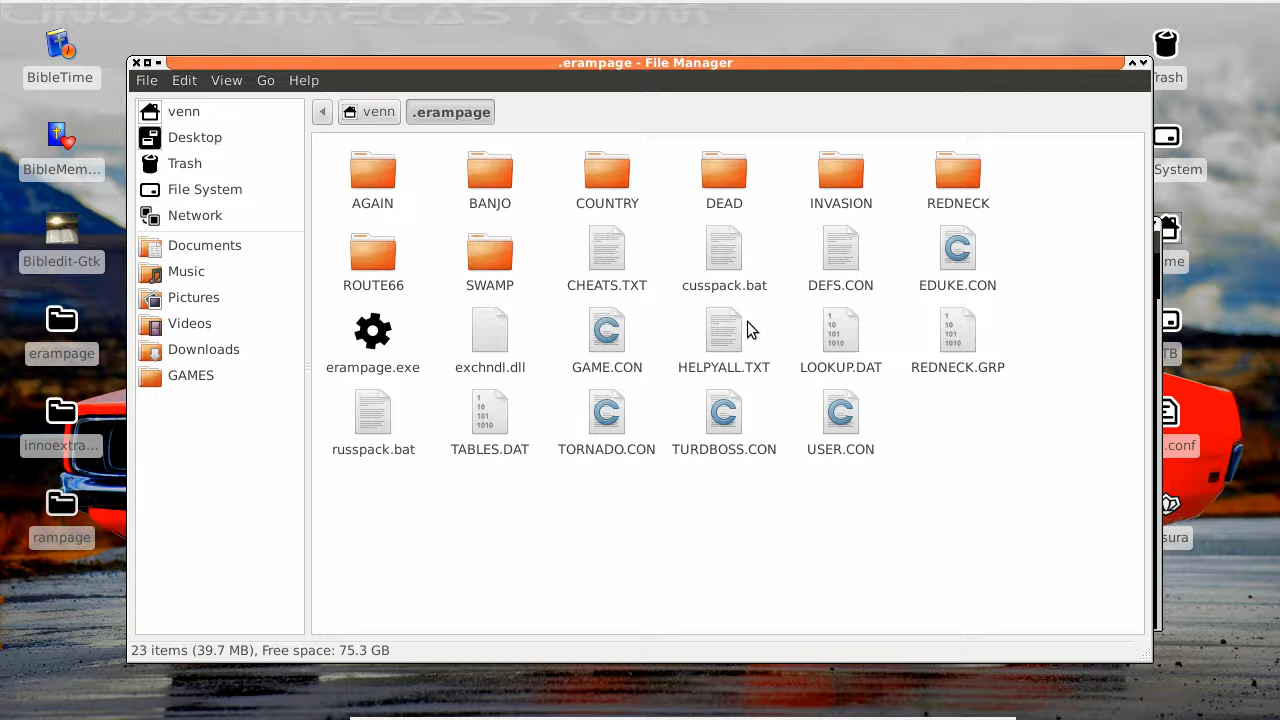 LINUXGAMECAST.COM
.erampage - File Manager
File Edit View Go Help
venn .erampage
venn
Desktop
Trash
File System
Network
Documents
Music
Pictures
Videos
Downloads
GAMES
AGAIN BANJO COUNTRY DEAD INVASION REDNECK
ROUTE66 SWAMP CHEATS.TXT cusspack.bat DEFS.CON EDUKE.CON
erampage.exe exchndl.dll GAME.CON HELPYALL.TXT LOOKUP.DAT REDNECK.GRP
russpack.bat TABLES.DAT TORNADO.CON TURDBOSS.CON USER.CON
23 items (39.7 MB), Free space: 75.3 GB
BibleTime
BibleMem...
Bibledit-Gtk
erampage
innoextra...
rampage
Trash
System
me
TB
.conf
sura